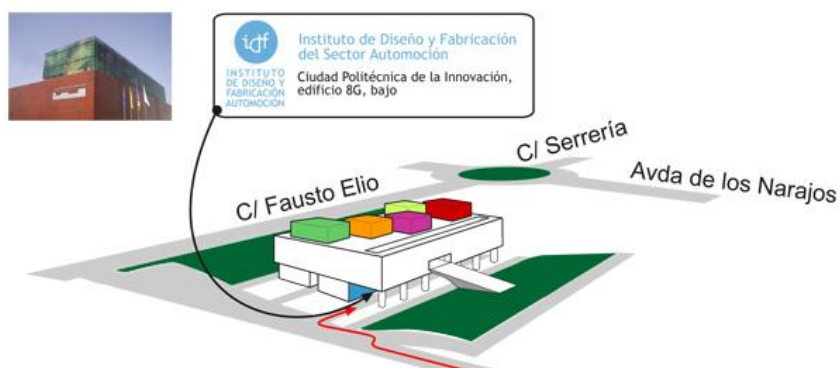 idf
INSTITUTO
DE DISEÑO Y
FABRICACIÓN
AUTOMOCIÓN
Instituto de Diseño y Fabricación
del Sector Automoción
Ciudad Politécnica de la Innovación,
edificio 8G, bajo
C/ Serrería
Avda de los Narajos
C/ Fausto Elio